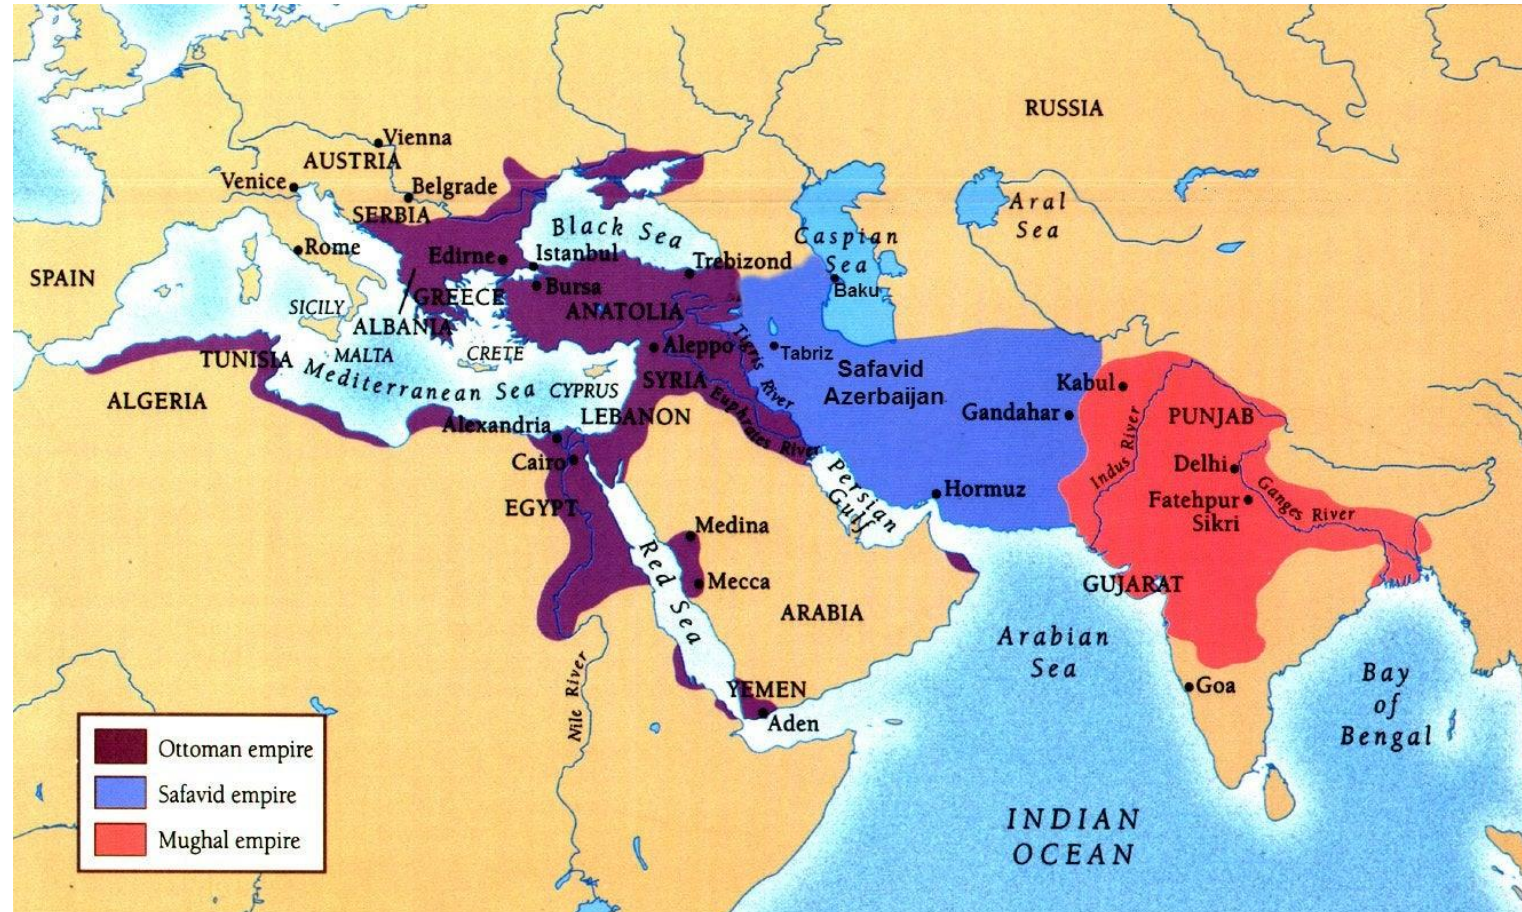 RUSSIA
Vienna
AUSTRIA
Venice
Belgrade
SERBIA
Aral
Sea
Black Sea
Caspian
Sea
Rome
Edirne
Istanbul
Trebizond
SPAIN
Bursa
Baku
SICILY
GREECE
ANATOLIA
ALBANIA
TUNISIA
MALTA
CRETE
Aleppo
Tigris River
Tabriz
Safavid
Azerbaijan
Mediterranean Sea
CYPRUS
SYRIA
Kabul
ALGERIA
LEBANON
Euphrates River
Gandahar
PUNJAB
Alexandria
Indus River
Cairo
Persian
Gulf
Delhi
Hormuz
Ganges River
Fatehpur
Sikri
EGYPT
Medina
Red Sea
Mecca
GUJARAT
ARABIA
Arabian
Sea
Nile River
YEMEN
Aden
Goa
Bay
of
Bengal
INDIAN
OCEAN
Ottoman empire
Safavid empire
Mughal empire